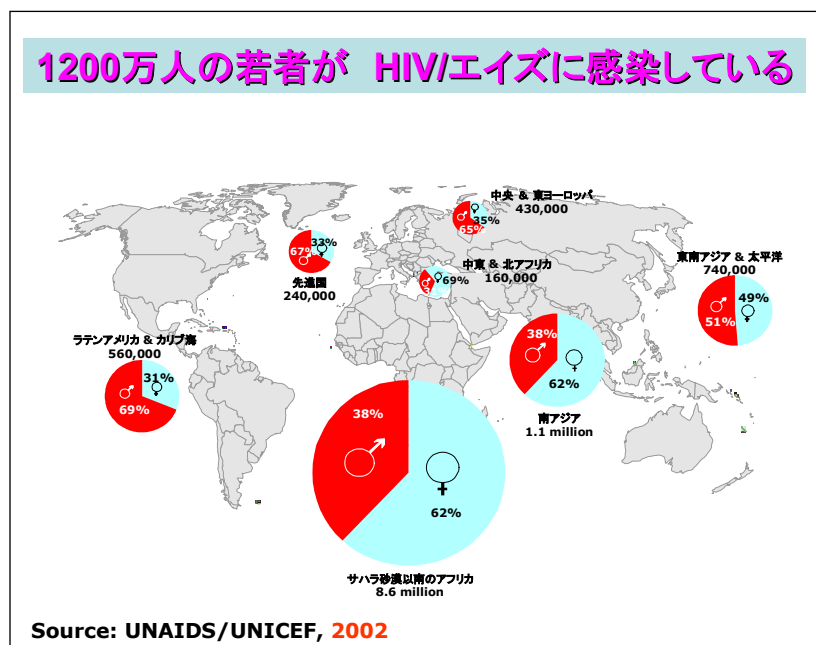 1200万人の若者が HIV/エイズに感染している
中央 & 東ヨーロッパ
430,000
♂
♀
35%
65%
67%
33%
♂
♀
先進国
240,000
中東 & 北アフリカ
160,000
♂
♀
69%
東南アジア & 太平洋
740,000
♂
51%
49%
♀
ラテンアメリカ & カリブ海
560,000
♂
69%
31%
♀
38%
♂
♀
62%
南アジア
1.1 million
38%
♂
♀
62%
サハラ砂漠以南のアフリカ
8.6 million
Source: UNAIDS/UNICEF, 2002